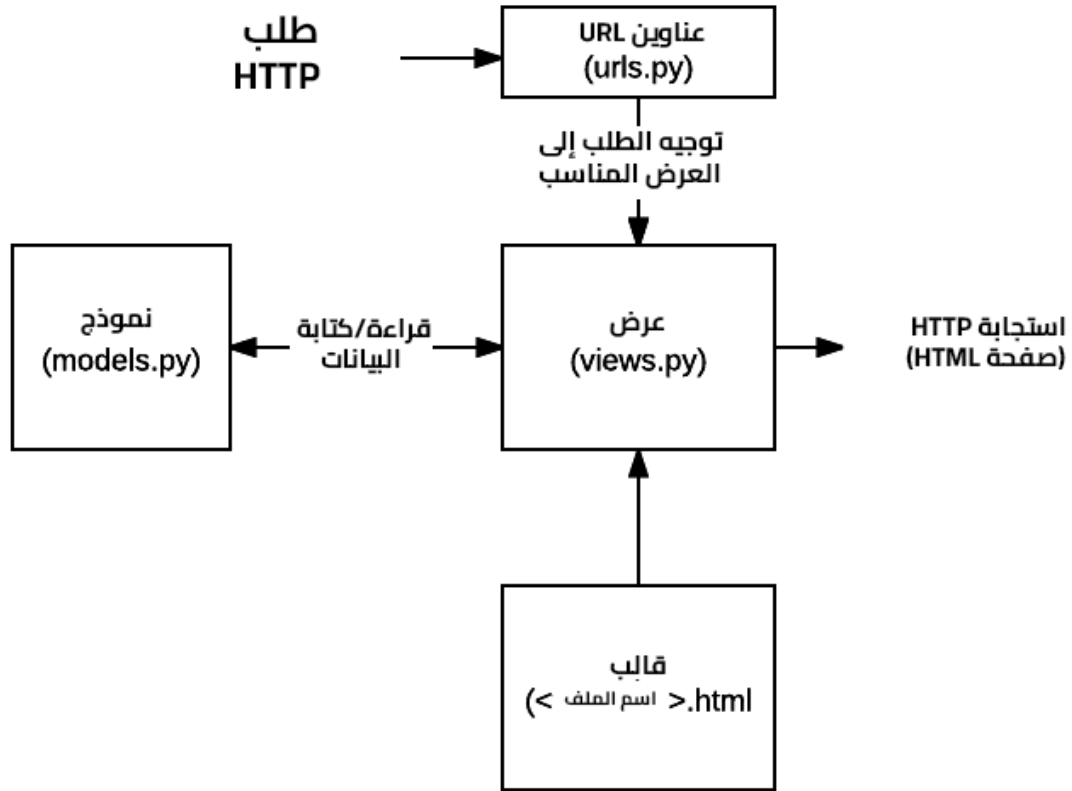 طلب
HTTP
عناوين URL
(urls.py)
توجيه الطلب إلى
العرض المناسب
نموذج
(models.py)
قراءة/كتابة
البيانات
عرض
(views.py)
استجابة HTTP
(صفحة HTML)
قالب
(< اسم الملف >.html